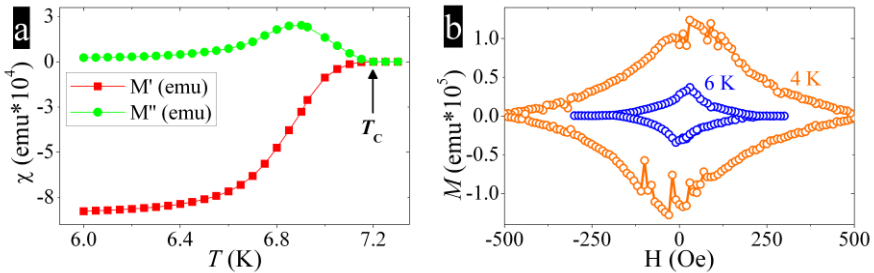 a
χ (emu*10⁴)
3
0
-3
-5
-8
M' (emu)
M'' (emu)
T_C
6.0 6.4 6.8 7.2
T (K)
b
M (emu*10⁵)
1.0
0.5
0.0
-0.5
-1.0
6 K
4 K
-500 -250 0 250 500
H (Oe)